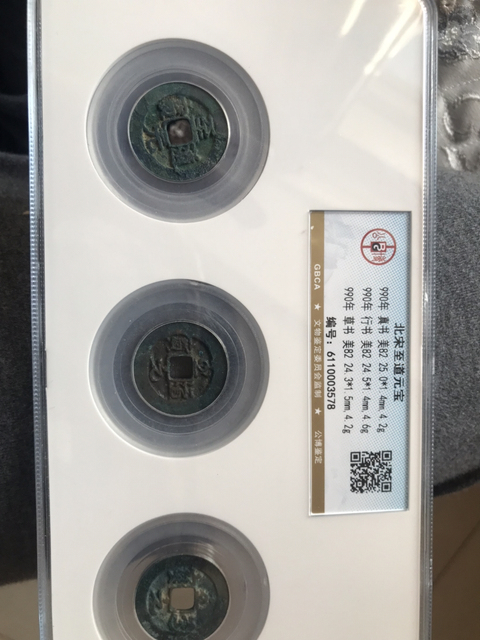 北宋至道元宝
990年 真书 美82 25.0*1.4mm.4.2g
990年 行书 美82 24.5*1.4mm.4.6g
990年 草书 美82 24.3*1.5mm.4.2g
编号: 6110003578
GBCA ★ 文物鉴定委员会监制 ★ 公博鉴定